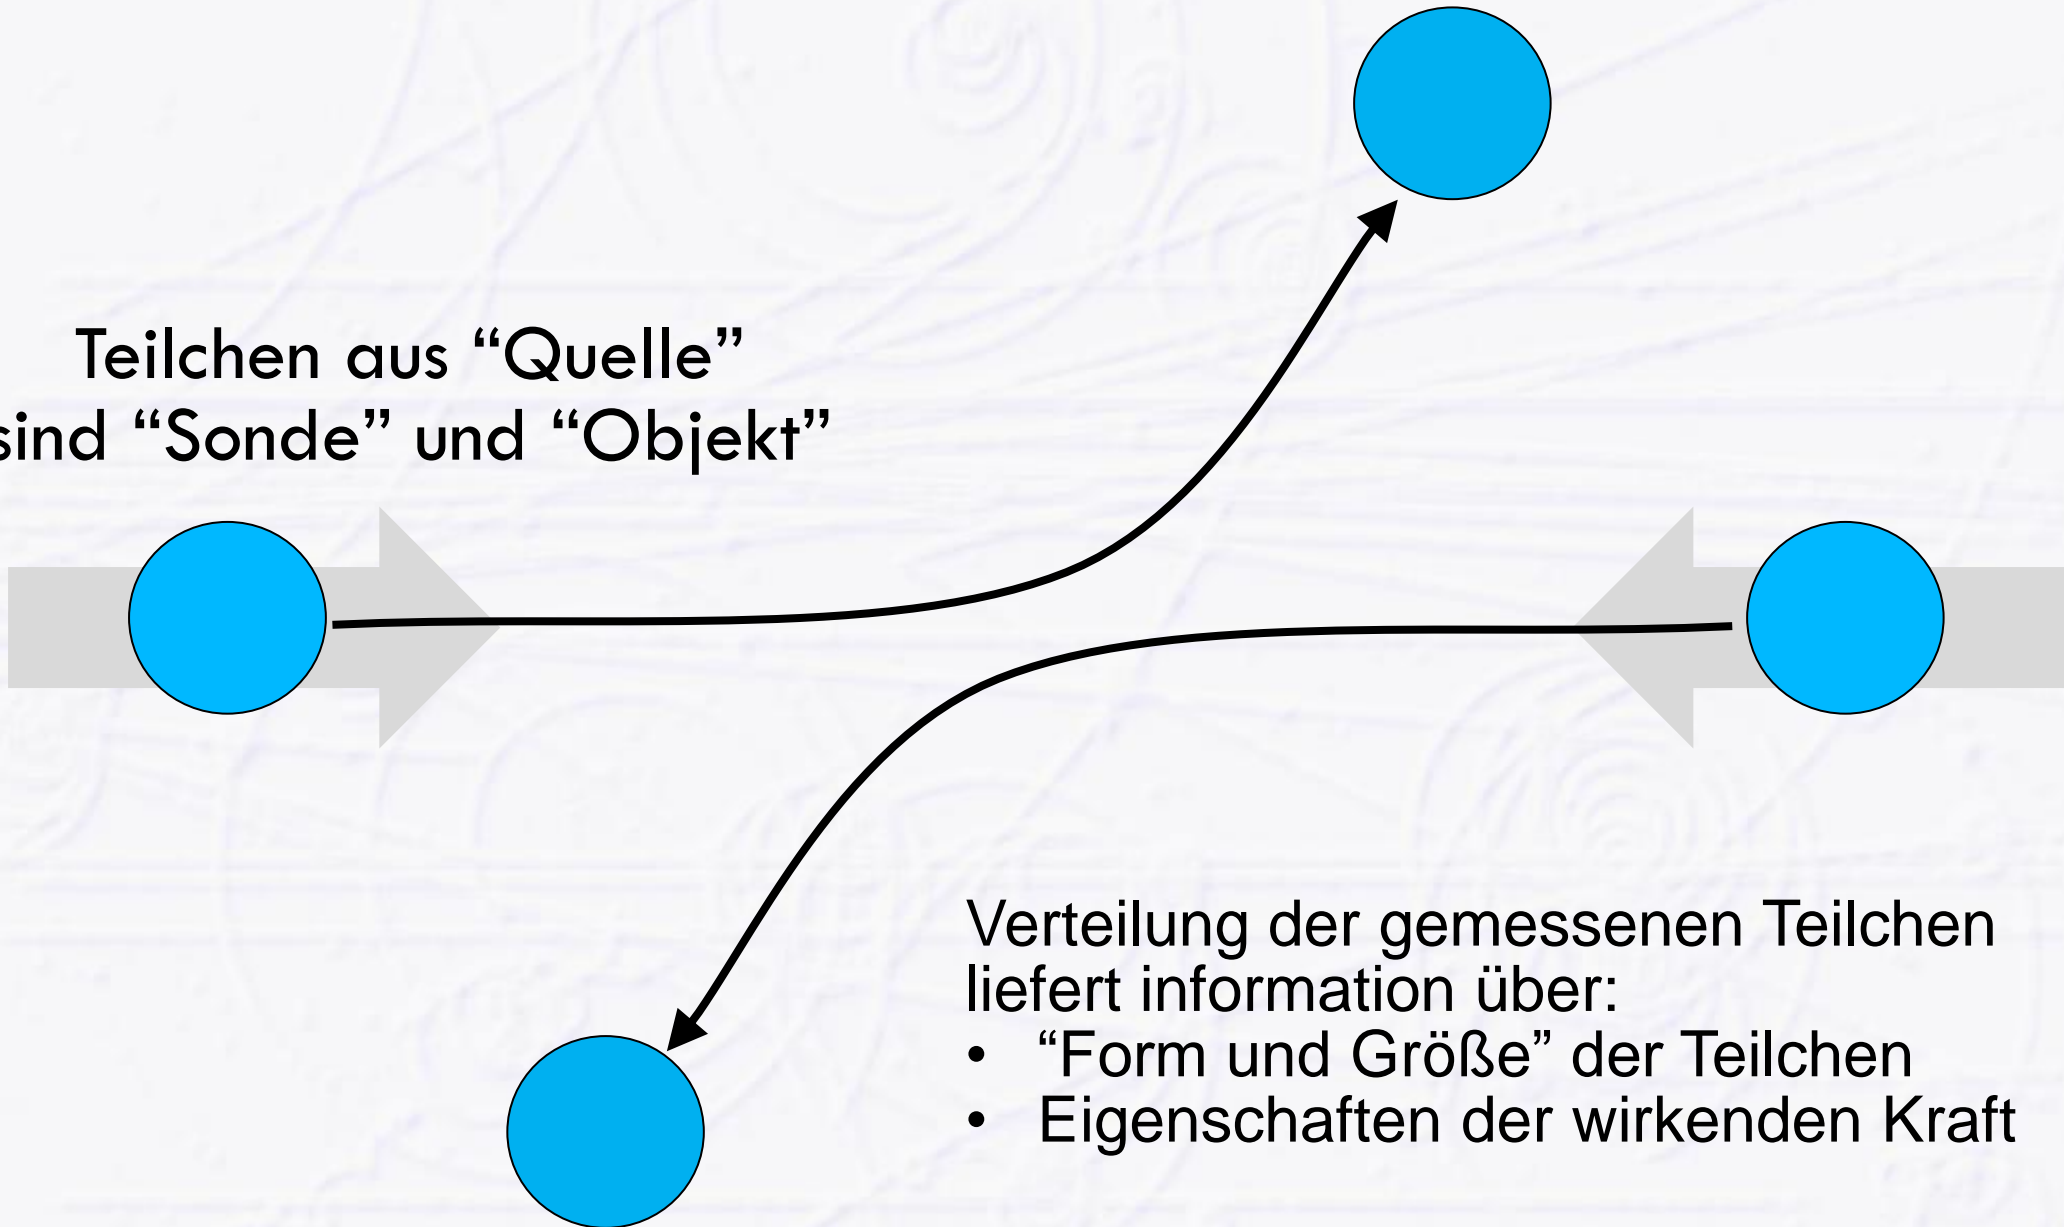 Teilchen aus “Quelle”
sind “Sonde” und “Objekt”
Verteilung der gemessenen Teilchen
liefert information über:
• “Form und Größe” der Teilchen
• Eigenschaften der wirkenden Kraft